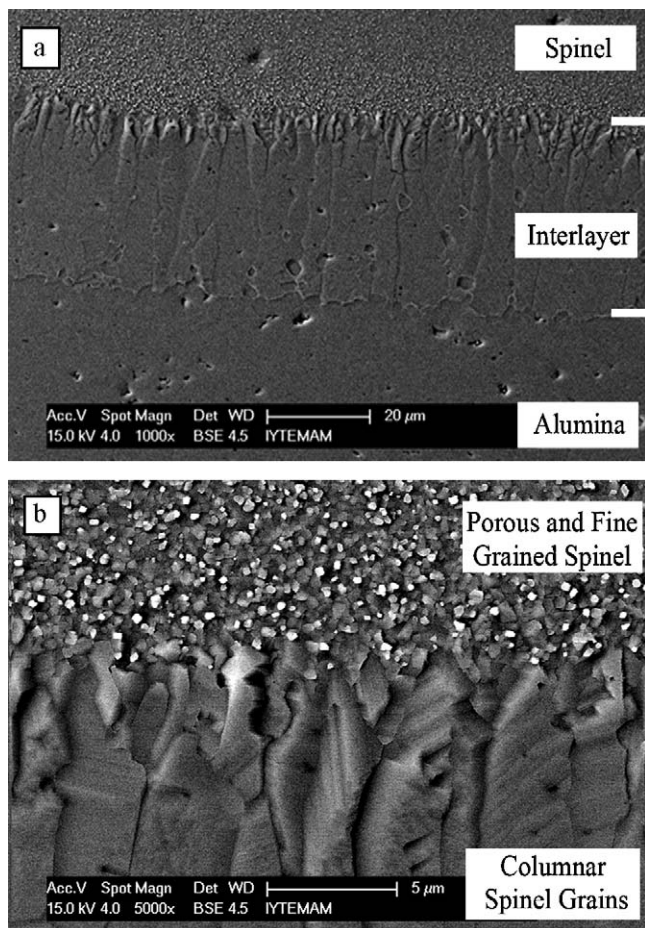 a
Spinel
Interlayer
Alumina
Acc.V Spot Magn Det WD 20 µm
15.0 kV 4.0 1000x BSE 4.5 IYTEMAM
b
Porous and Fine
Grained Spinel
Columnar
Spinel Grains
Acc.V Spot Magn Det WD 5 µm
15.0 kV 4.0 5000x BSE 4.5 IYTEMAM